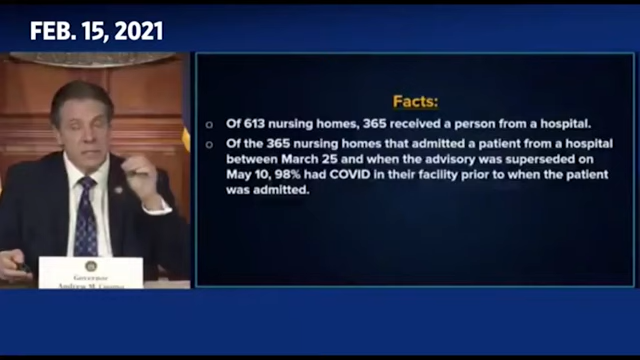 FEB. 15, 2021
Facts:
Of 613 nursing homes, 365 received a person from a hospital.
Of the 365 nursing homes that admitted a patient from a hospital
between March 25 and when the advisory was superseded on
May 10, 98% had COVID in their facility prior to when the patient
was admitted.
Governor
Andrew M. Cuomo